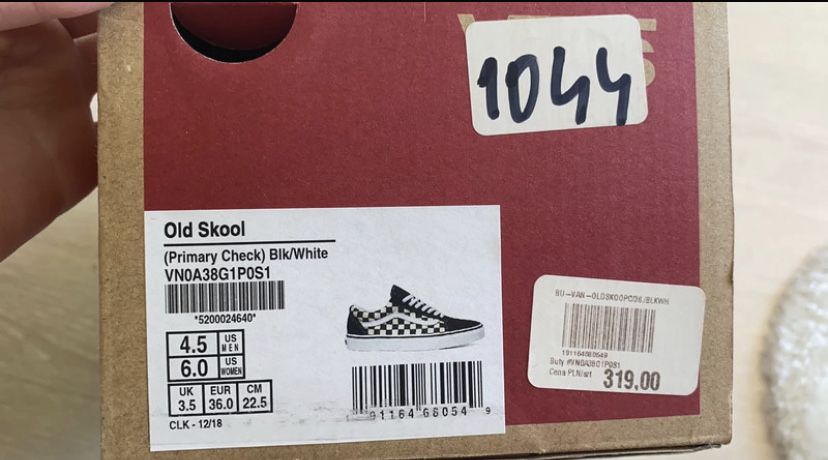 VANS
1044
Old Skool
(Primary Check) Blk/White
VN0A38G1P0S1
*5200024640*
4.5 US MEN
6.0 US WOMEN
UK 3.5 EUR 36.0 CM 22.5
CLK - 12/18
91164 68054 9
Buty #VN0A38G1P0S1
Cena PLN/szt 319,00